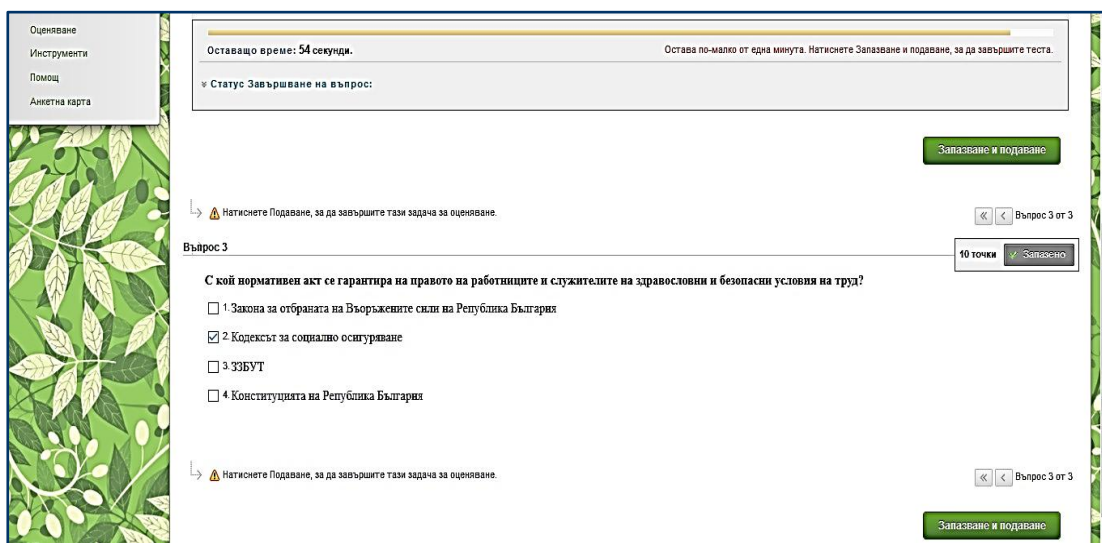 Оценяване
Инструменти
Помощ
Анкетна карта
Оставащо време: 54 секунди.
Остава по-малко от една минута. Натиснете Запазване и подаване, за да завършите теста.
Статус Завършване на въпрос:
Запазване и подаване
Натиснете Подаване, за да завършите тази задача за оценяване.
Въпрос 3 от 3
Въпрос 3
10 точки Запазено
С кой нормативен акт се гарантира на правото на работниците и служителите на здравословни и безопасни условия на труд?
1. Закона за отбраната на Въоръжените сили на Република България
2. Кодексът за социално осигуряване
3. ЗЗБУТ
4. Конституцията на Република България
Натиснете Подаване, за да завършите тази задача за оценяване.
Въпрос 3 от 3
Запазване и подаване